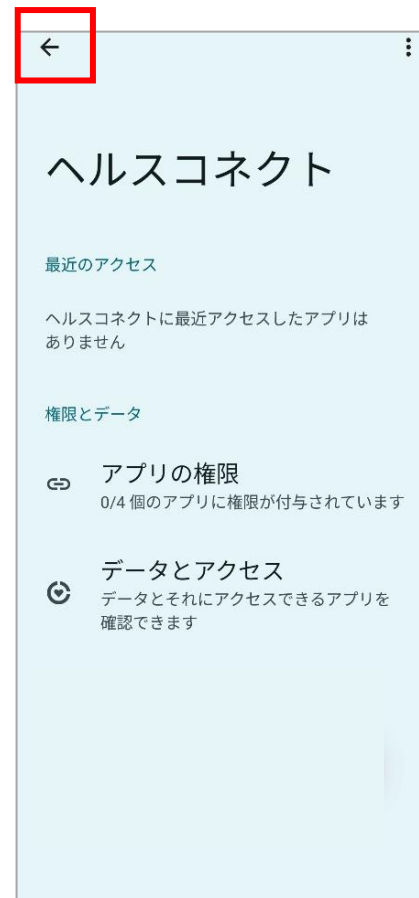 ヘルスコネクト
最近のアクセス
ヘルスコネクトに最近アクセスしたアプリは
ありません
権限とデータ
アプリの権限
0/4 個のアプリに権限が付与されています
データとアクセス
データとそれにアクセスできるアプリを
確認できます